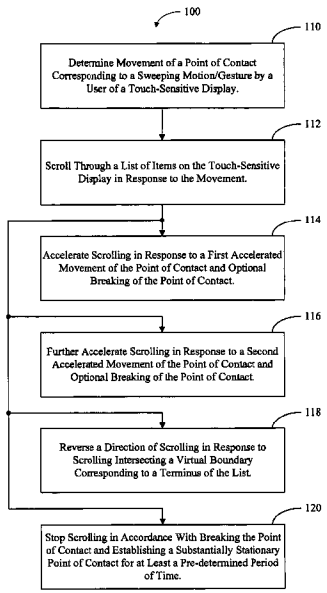 100
110
Determine Movement of a Point of Contact
Corresponding to a Sweeping Motion/Gesture by a
User of a Touch-Sensitive Display.
112
Scroll Through a List of Items on the Touch-Sensitive
Display in Response to the Movement.
114
Accelerate Scrolling in Response to a First Accelerated
Movement of the Point of Contact and Optional
Breaking of the Point of Contact.
116
Further Accelerate Scrolling in Response to a Second
Accelerated Movement of the Point of Contact and
Optional Breaking of the Point of Contact.
118
Reverse a Direction of Scrolling in Response to
Scrolling Intersecting a Virtual Boundary
Corresponding to a Terminus of the List.
120
Stop Scrolling in Accordance With Breaking the Point
of Contact and Establishing a Substantially Stationary
Point of Contact for at Least a Pre-determined Period
of Time.